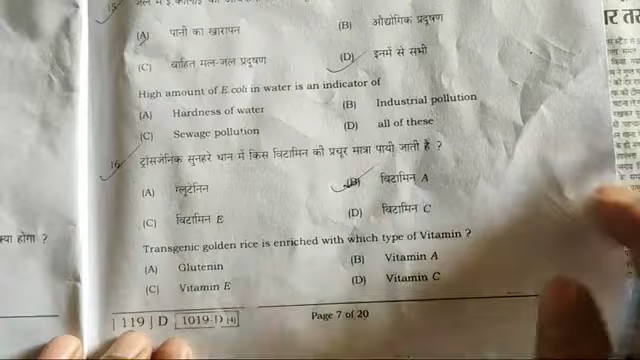 15
(A) पानी का खारापन (B) औद्योगिक प्रदूषण
(C) वाहित मल-जल प्रदूषण (D) इनमें से सभी
High amount of E coli in water is an indicator of
(A) Hardness of water (B) Industrial pollution
(C) Sewage pollution (D) all of these
16 ट्रांसजेनिक सुनहरे धान में किस विटामिन की प्रचूर मात्रा पायी जाती है ?
(A) ग्लूटेनिन (B) विटामिन A
(C) विटामिन E (D) विटामिन C
Transgenic golden rice is enriched with which type of Vitamin ?
(A) Glutenin (B) Vitamin A
(C) Vitamin E (D) Vitamin C
| 119 | D 1019-D (4) Page 7 of 20
क्या होगा ?